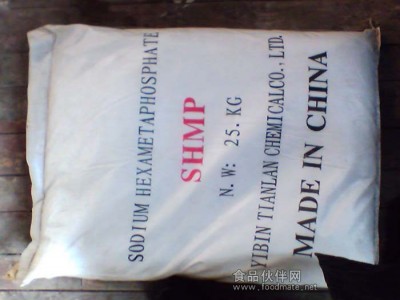 SODIUM HEXAMETAPHOSPHATE
SHMP
N.W: 25. KG
YIBIN TIANLAN CHEMICALCO., LTD.
MADE IN CHINA
食品伙伴网
www.foodmate.net